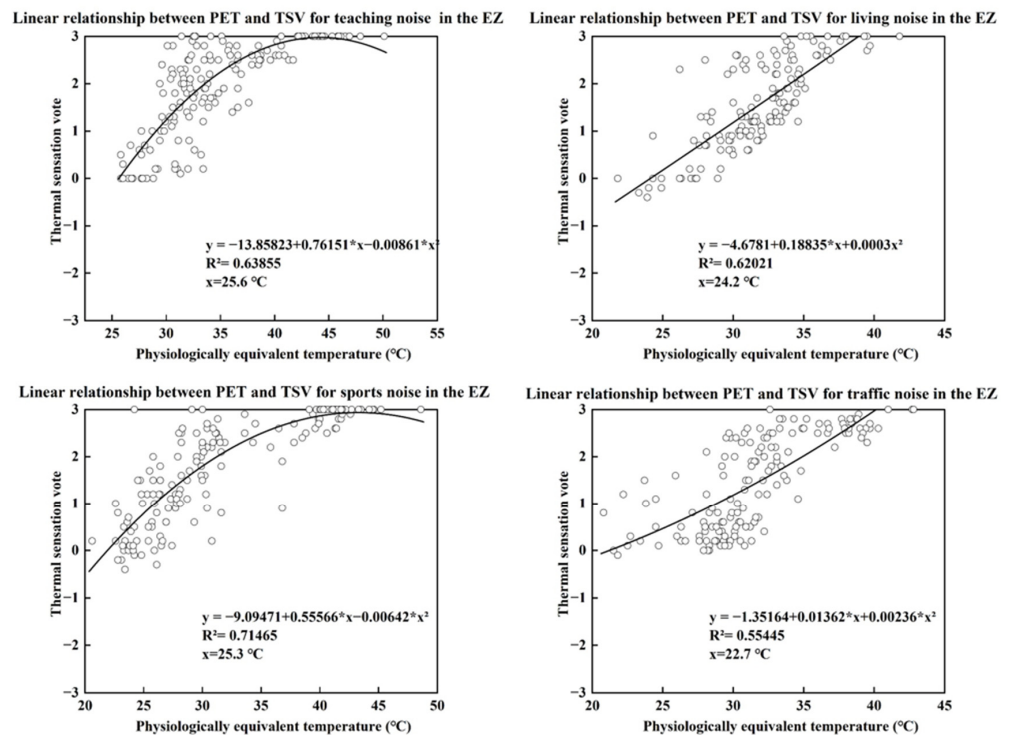 Linear relationship between PET and TSV for teaching noise in the EZ
3
2
1
0
−1
−2
−3
Thermal sensation vote
y = −13.85823+0.76151*x−0.00861*x²
R²= 0.63855
x=25.6 °C
25 30 35 40 45 50 55
Physiologically equivalent temperature (°C)
Linear relationship between PET and TSV for living noise in the EZ
3
2
1
0
−1
−2
−3
Thermal sensation vote
y = −4.6781+0.18835*x+0.0003x²
R²= 0.62021
x=24.2 °C
20 25 30 35 40 45
Physiologically equivalent temperature (°C)
Linear relationship between PET and TSV for sports noise in the EZ
3
2
1
0
−1
−2
−3
Thermal sensation vote
y = −9.09471+0.55566*x−0.00642*x²
R²= 0.71465
x=25.3 °C
20 25 30 35 40 45 50
Physiologically equivalent temperature (°C)
Linear relationship between PET and TSV for traffic noise in the EZ
3
2
1
0
−1
−2
−3
Thermal sensation vote
y = −1.35164+0.01362*x+0.00236*x²
R²= 0.55445
x=22.7 °C
20 25 30 35 40 45
Physiologically equivalent temperature (°C)